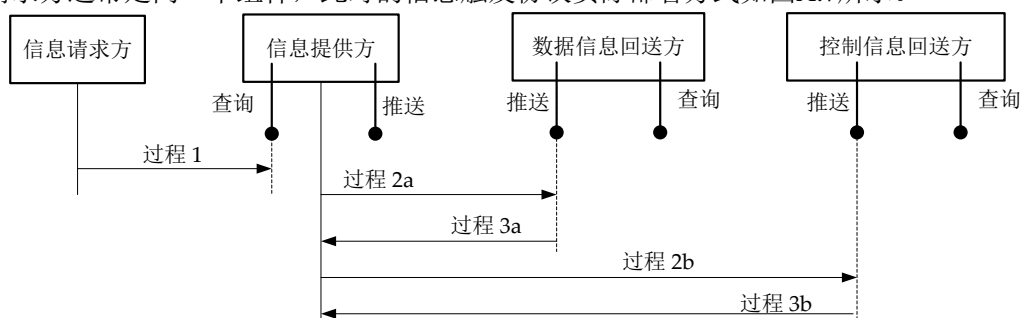 信息请求方 信息提供方 数据信息回送方 控制信息回送方
查询 推送 推送 查询 推送 查询
过程 1
过程 2a
过程 3a
过程 2b
过程 3b